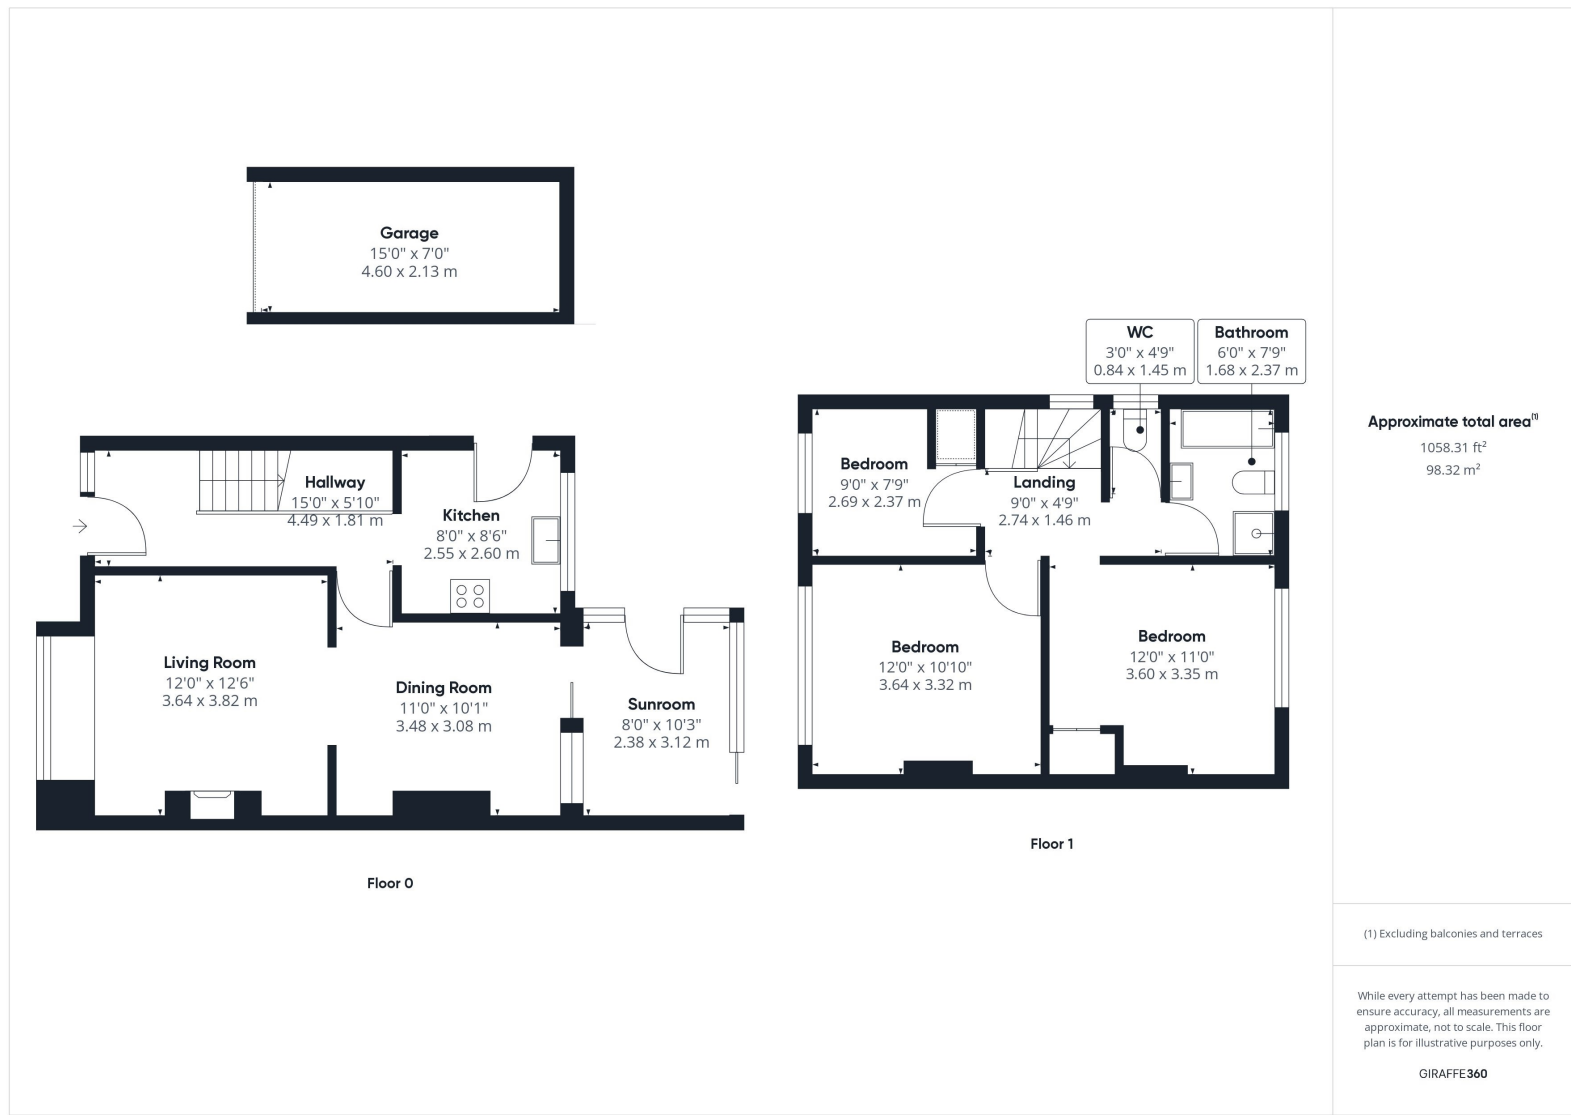 Garage
15'0" x 7'0"
4.60 x 2.13 m
Hallway
15'0" x 5'10"
4.49 x 1.81 m
Kitchen
8'0" x 8'6"
2.55 x 2.60 m
Living Room
12'0" x 12'6"
3.64 x 3.82 m
Dining Room
11'0" x 10'1"
3.48 x 3.08 m
Sunroom
8'0" x 10'3"
2.38 x 3.12 m
Floor 0
WC
3'0" x 4'9"
0.84 x 1.45 m
Bathroom
6'0" x 7'9"
1.68 x 2.37 m
Bedroom
9'0" x 7'9"
2.69 x 2.37 m
Landing
9'0" x 4'9"
2.74 x 1.46 m
Bedroom
12'0" x 10'10"
3.64 x 3.32 m
Bedroom
12'0" x 11'0"
3.60 x 3.35 m
Floor 1
Approximate total area⁽¹⁾
1058.31 ft²
98.32 m²
(1) Excluding balconies and terraces
While every attempt has been made to
ensure accuracy, all measurements are
approximate, not to scale. This floor
plan is for illustrative purposes only.
GIRAFFE360